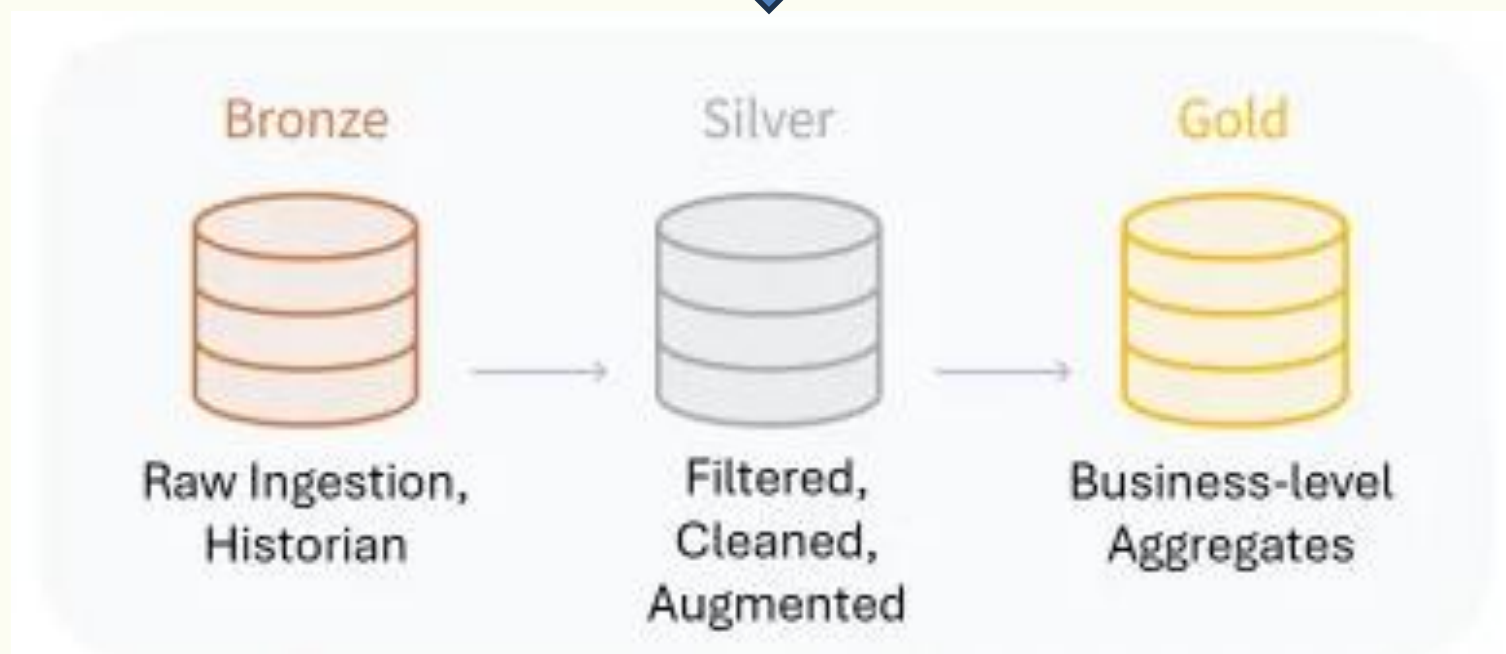 Bronze
Silver
Gold
Raw Ingestion,
Historian
Filtered,
Cleaned,
Augmented
Business-level
Aggregates